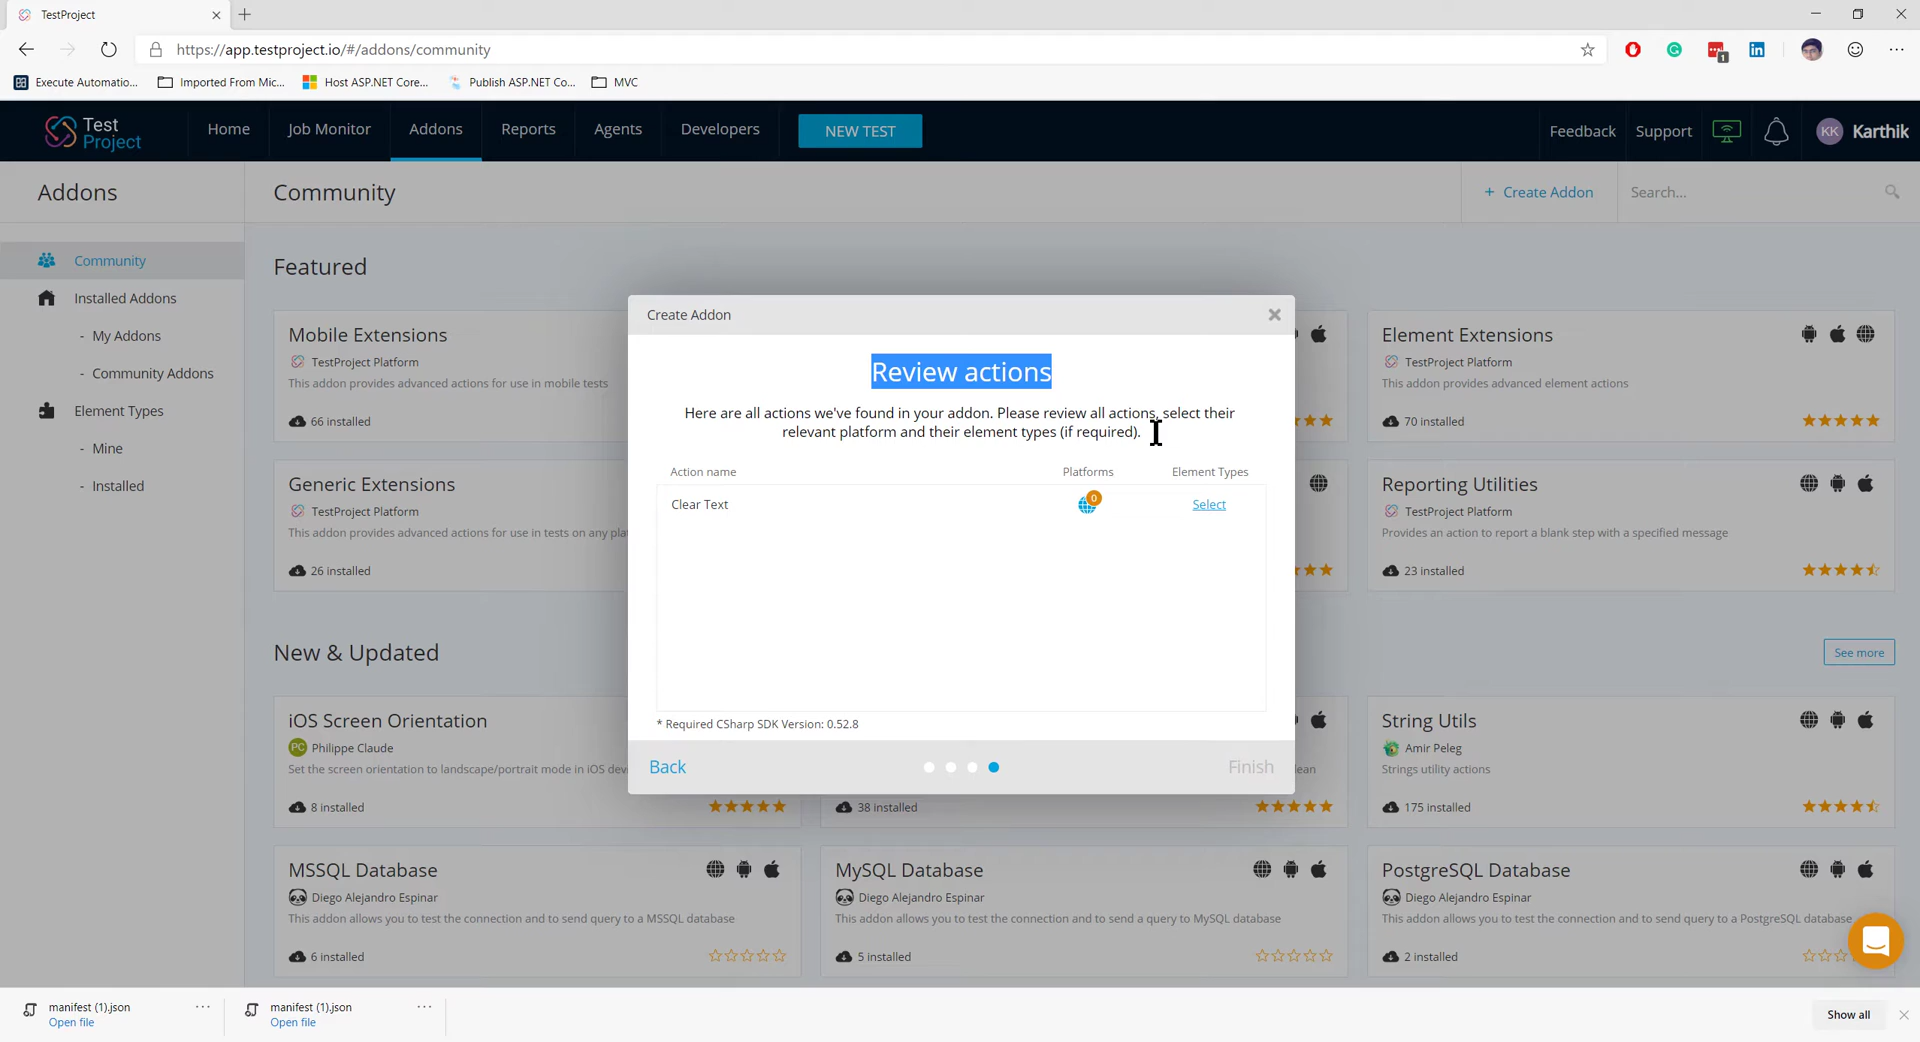 TestProject
https://app.testproject.io/#/addons/community
1
Execute Automatio...
Imported From Mic...
Host ASP.NET Core...
Publish ASP.NET Co...
MVC
Test
Project
Home
Job Monitor
Addons
Reports
Agents
Developers
NEW TEST
Feedback
Support
KK
Karthik
Addons
Community
+ Create Addon
Search...
Community
Installed Addons
- My Addons
- Community Addons
Element Types
- Mine
- Installed
Featured
Mobile Extensions
TestProject Platform
This addon provides advanced actions for use in mobile tests
66 installed
Element Extensions
TestProject Platform
This addon provides advanced element actions
70 installed
Generic Extensions
TestProject Platform
This addon provides advanced actions for use in tests on any pla
26 installed
Reporting Utilities
TestProject Platform
Provides an action to report a blank step with a specified message
23 installed
Create Addon
Review actions
Here are all actions we've found in your addon. Please review all actions, select their
relevant platform and their element types (if required).
Action name
Platforms
Element Types
Clear Text
0
Select
* Required CSharp SDK Version: 0.52.8
Back
Finish
New & Updated
See more
iOS Screen Orientation
PC
Philippe Claude
Set the screen orientation to landscape/portrait mode in iOS dev
8 installed
lean
38 installed
String Utils
Amir Peleg
Strings utility actions
175 installed
MSSQL Database
Diego Alejandro Espinar
This addon allows you to test the connection and to send query to a MSSQL database
6 installed
MySQL Database
Diego Alejandro Espinar
This addon allows you to test the connection and to send a query to MySQL database
5 installed
PostgreSQL Database
Diego Alejandro Espinar
This addon allows you to test the connection and to send query to a PostgreSQL database
2 installed
manifest (1).json
Open file
manifest (1).json
Open file
Show all